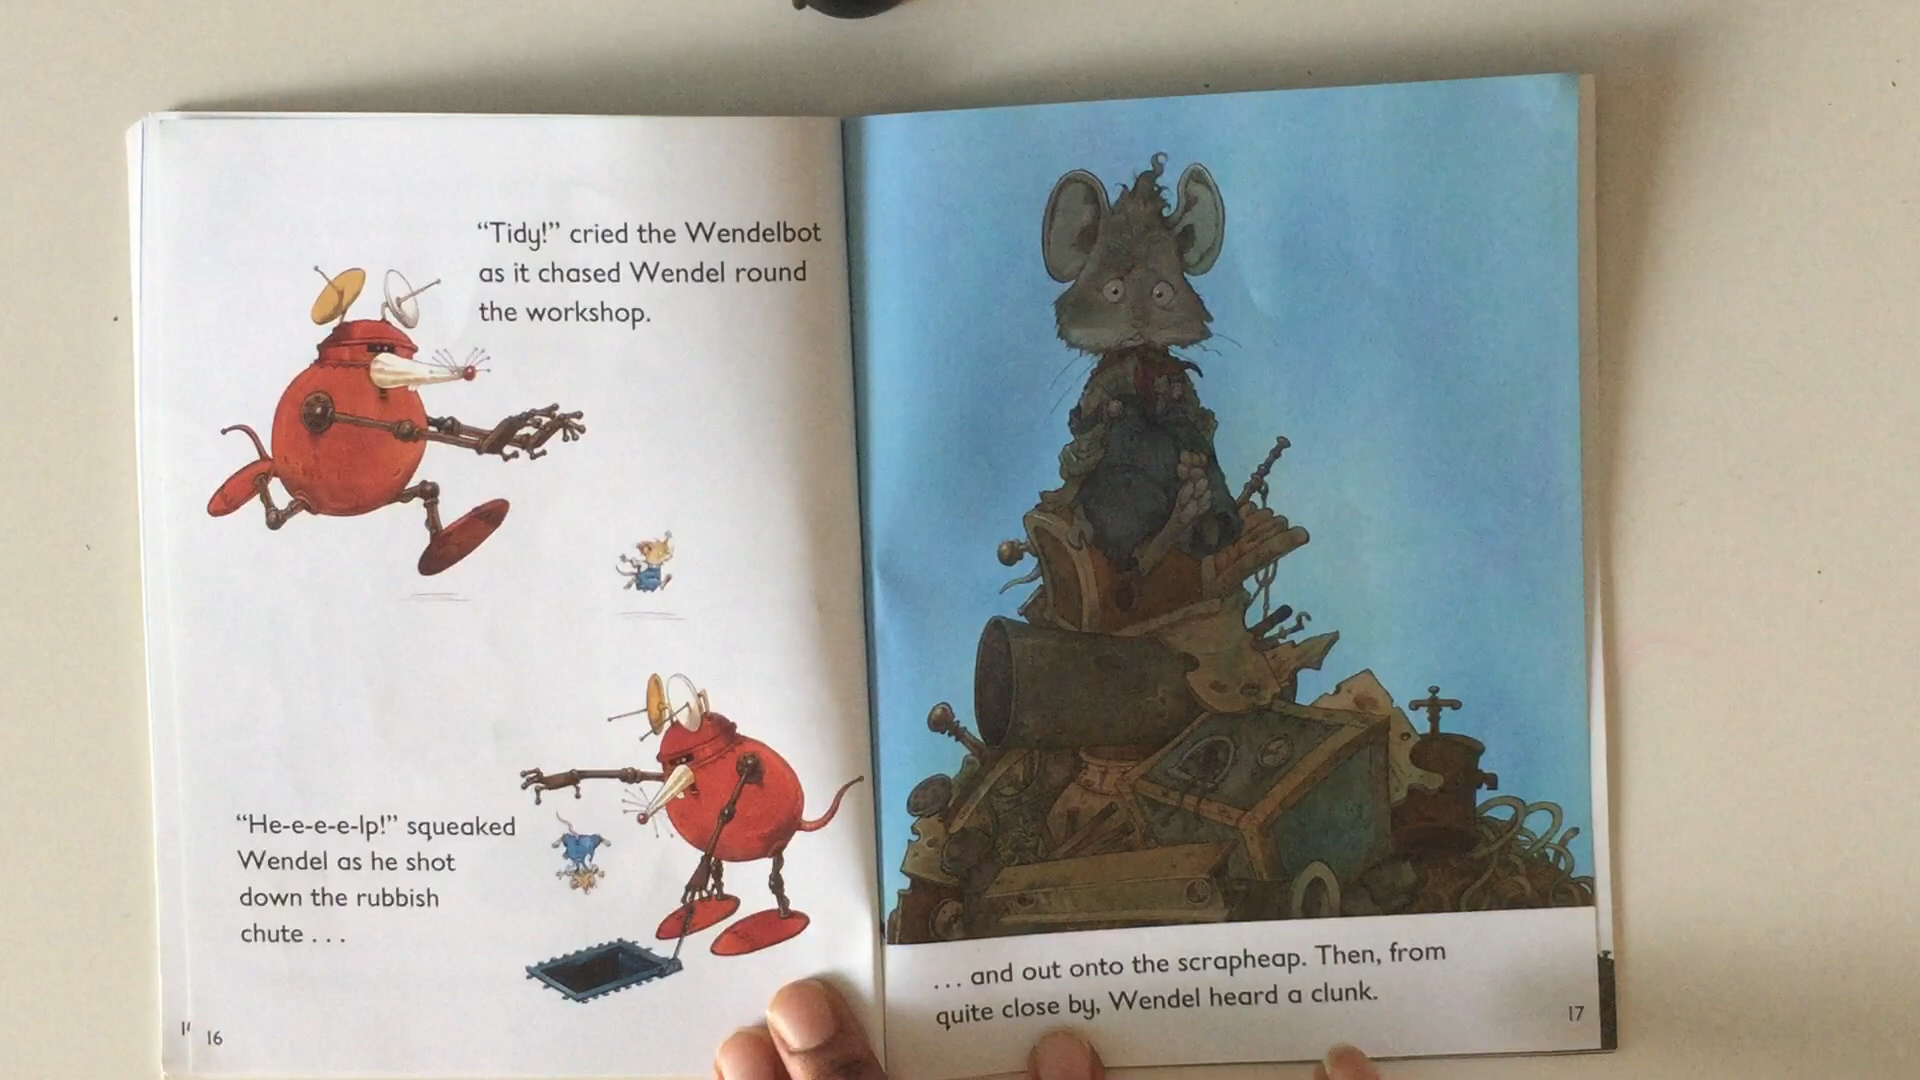 “Tidy!” cried the Wendelbot
as it chased Wendel round
the workshop.
“He-e-e-e-lp!” squeaked
Wendel as he shot
down the rubbish
chute . . .
16
. . . and out onto the scrapheap. Then, from
quite close by, Wendel heard a clunk.
17